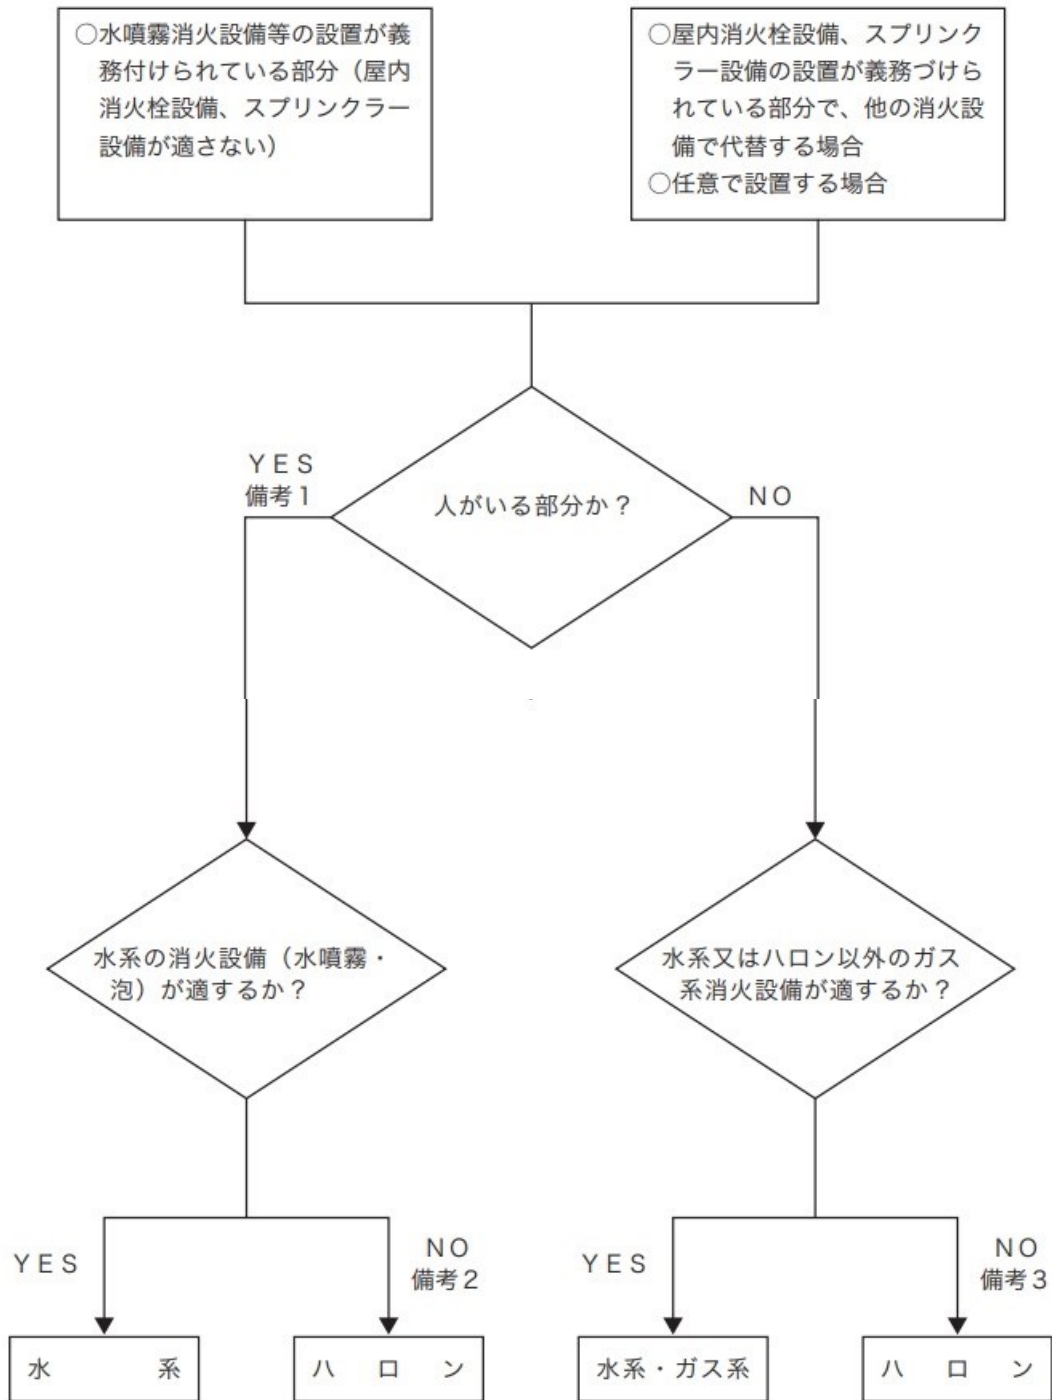 ○水噴霧消火設備等の設置が義
務付けられている部分（屋内
消火栓設備、スプリンクラー
設備が適さない）
○屋内消火栓設備、スプリンク
ラー設備の設置が義務づけら
れている部分で、他の消火設
備で代替する場合
○任意で設置する場合
ＹＥＳ
備考１
人がいる部分か？
ＮＯ
水系の消火設備（水噴霧・
泡）が適するか？
水系又はハロン以外のガス
系消火設備が適するか？
ＹＥＳ
ＮＯ
備考２
ＹＥＳ
ＮＯ
備考３
水　　　系
ハ　ロ　ン
水系・ガス系
ハ　ロ　ン